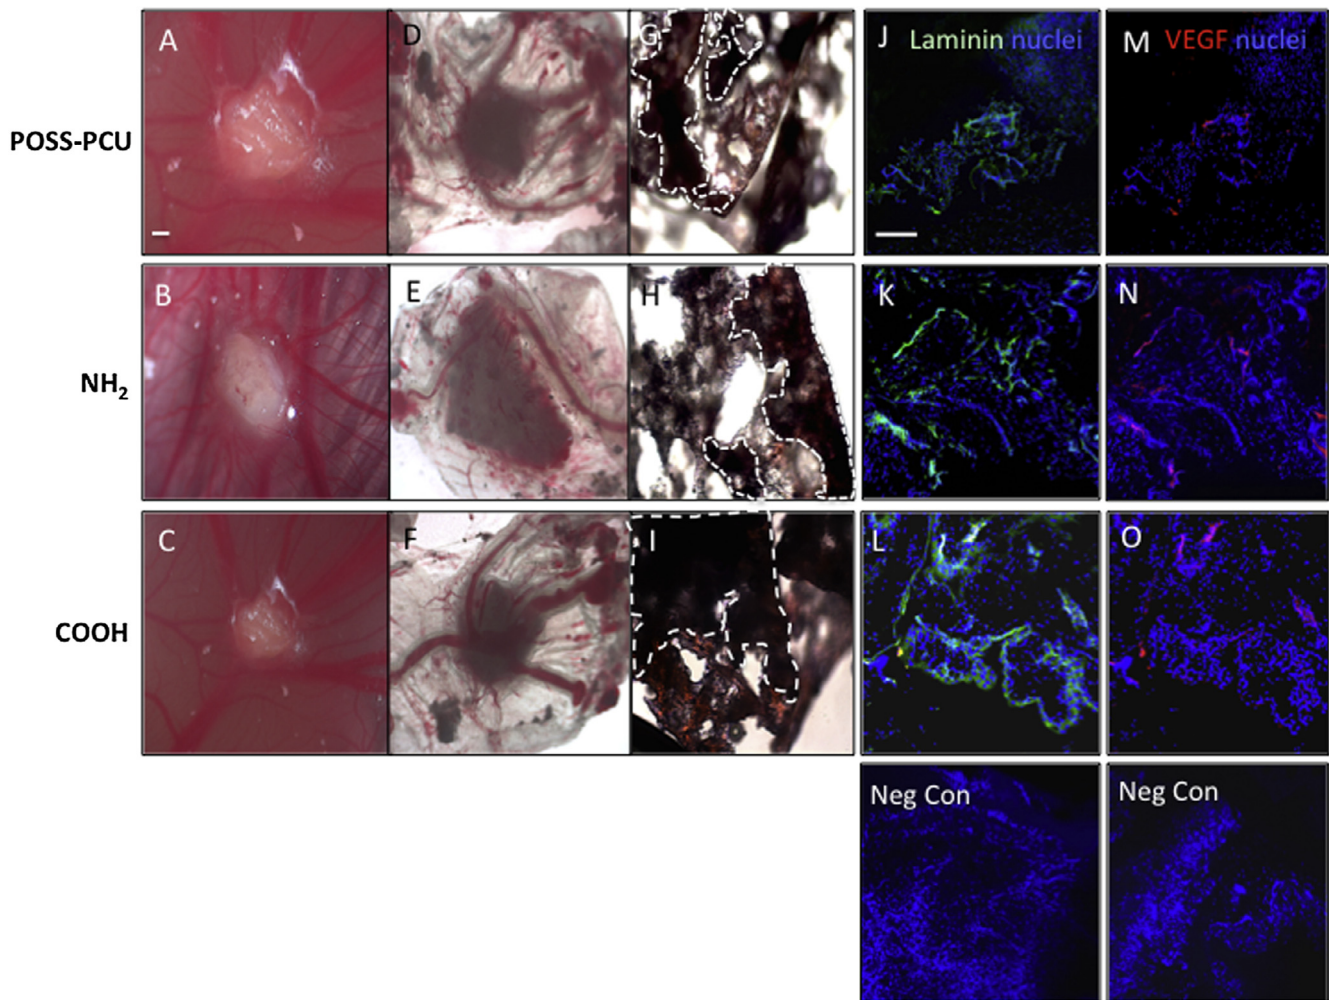 A D G J Laminin nuclei M VEGF nuclei
POSS-PCU
B E H K N
NH₂
C F I L O
COOH
Neg Con Neg Con